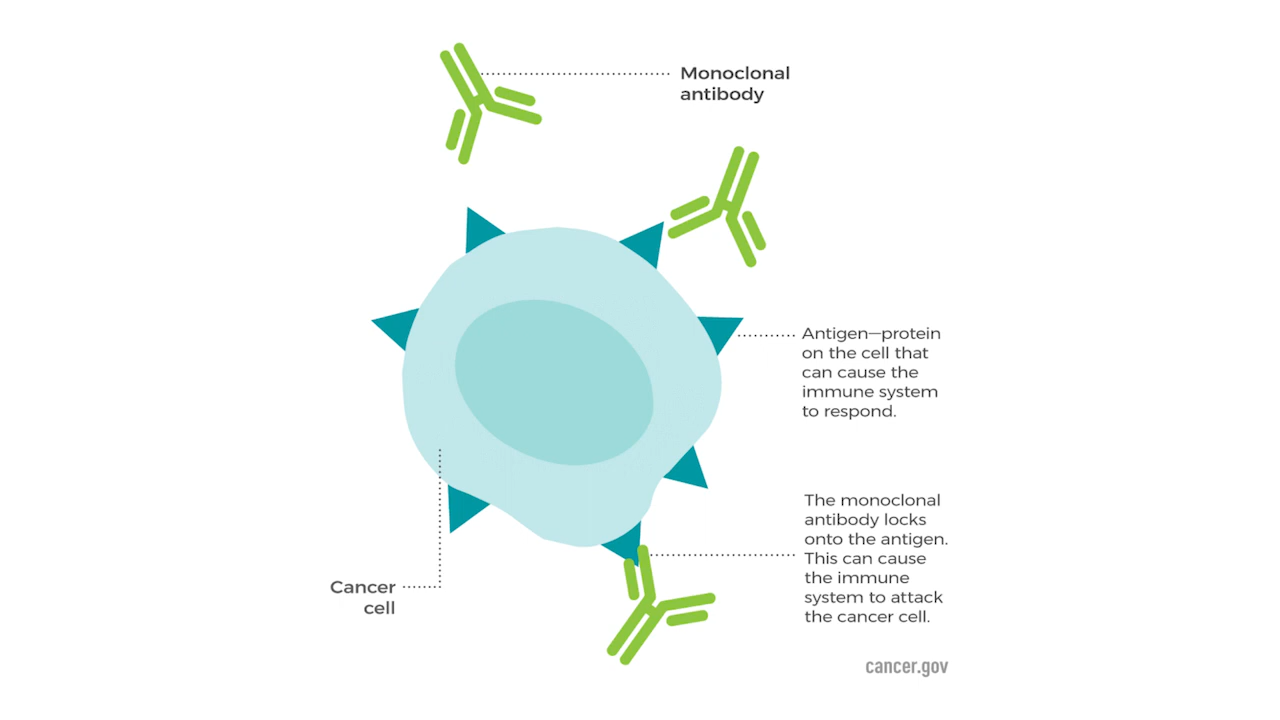 Monoclonal
antibody
Antigen—protein
on the cell that
can cause the
immune system
to respond.
The monoclonal
antibody locks
onto the antigen.
This can cause
the immune
system to attack
the cancer cell.
Cancer
cell
cancer.gov